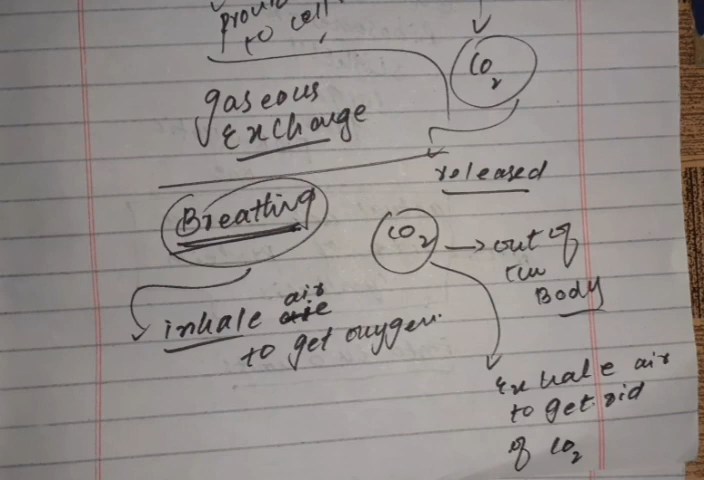 to cell
CO2
gaseous
Exchange
released
Breathing
CO2 → out of
the
Body
inhale air
to get oxygen.
Exhale air
to get rid
of CO2